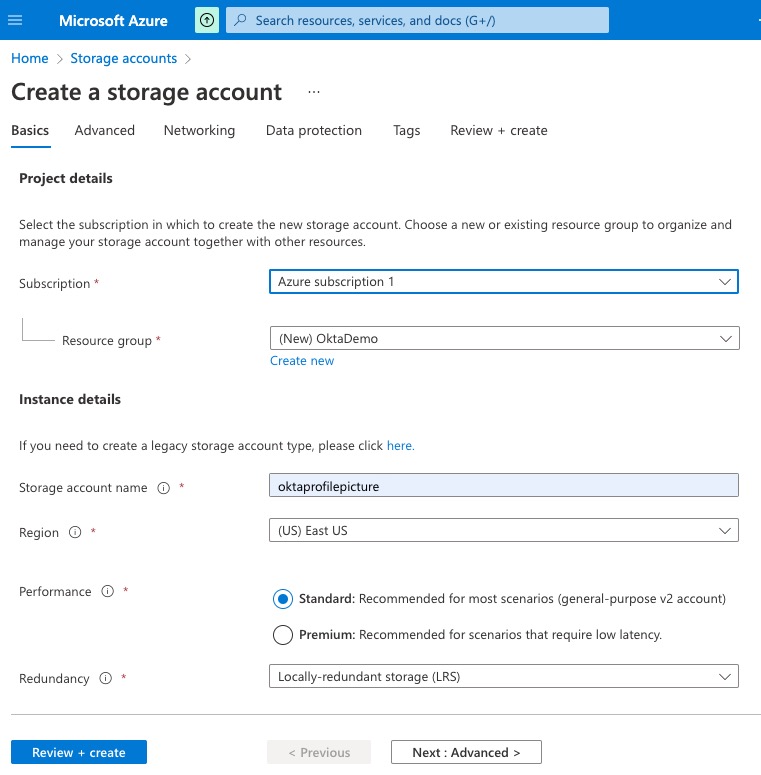 Microsoft Azure
Search resources, services, and docs (G+/)
Home > Storage accounts >
Create a storage account ...
Basics Advanced Networking Data protection Tags Review + create
Project details
Select the subscription in which to create the new storage account. Choose a new or existing resource group to organize and
manage your storage account together with other resources.
Subscription * Azure subscription 1
Resource group * (New) OktaDemo
Create new
Instance details
If you need to create a legacy storage account type, please click here.
Storage account name * oktaprofilepicture
Region * (US) East US
Performance * Standard: Recommended for most scenarios (general-purpose v2 account)
Premium: Recommended for scenarios that require low latency.
Redundancy * Locally-redundant storage (LRS)
Review + create < Previous Next : Advanced >